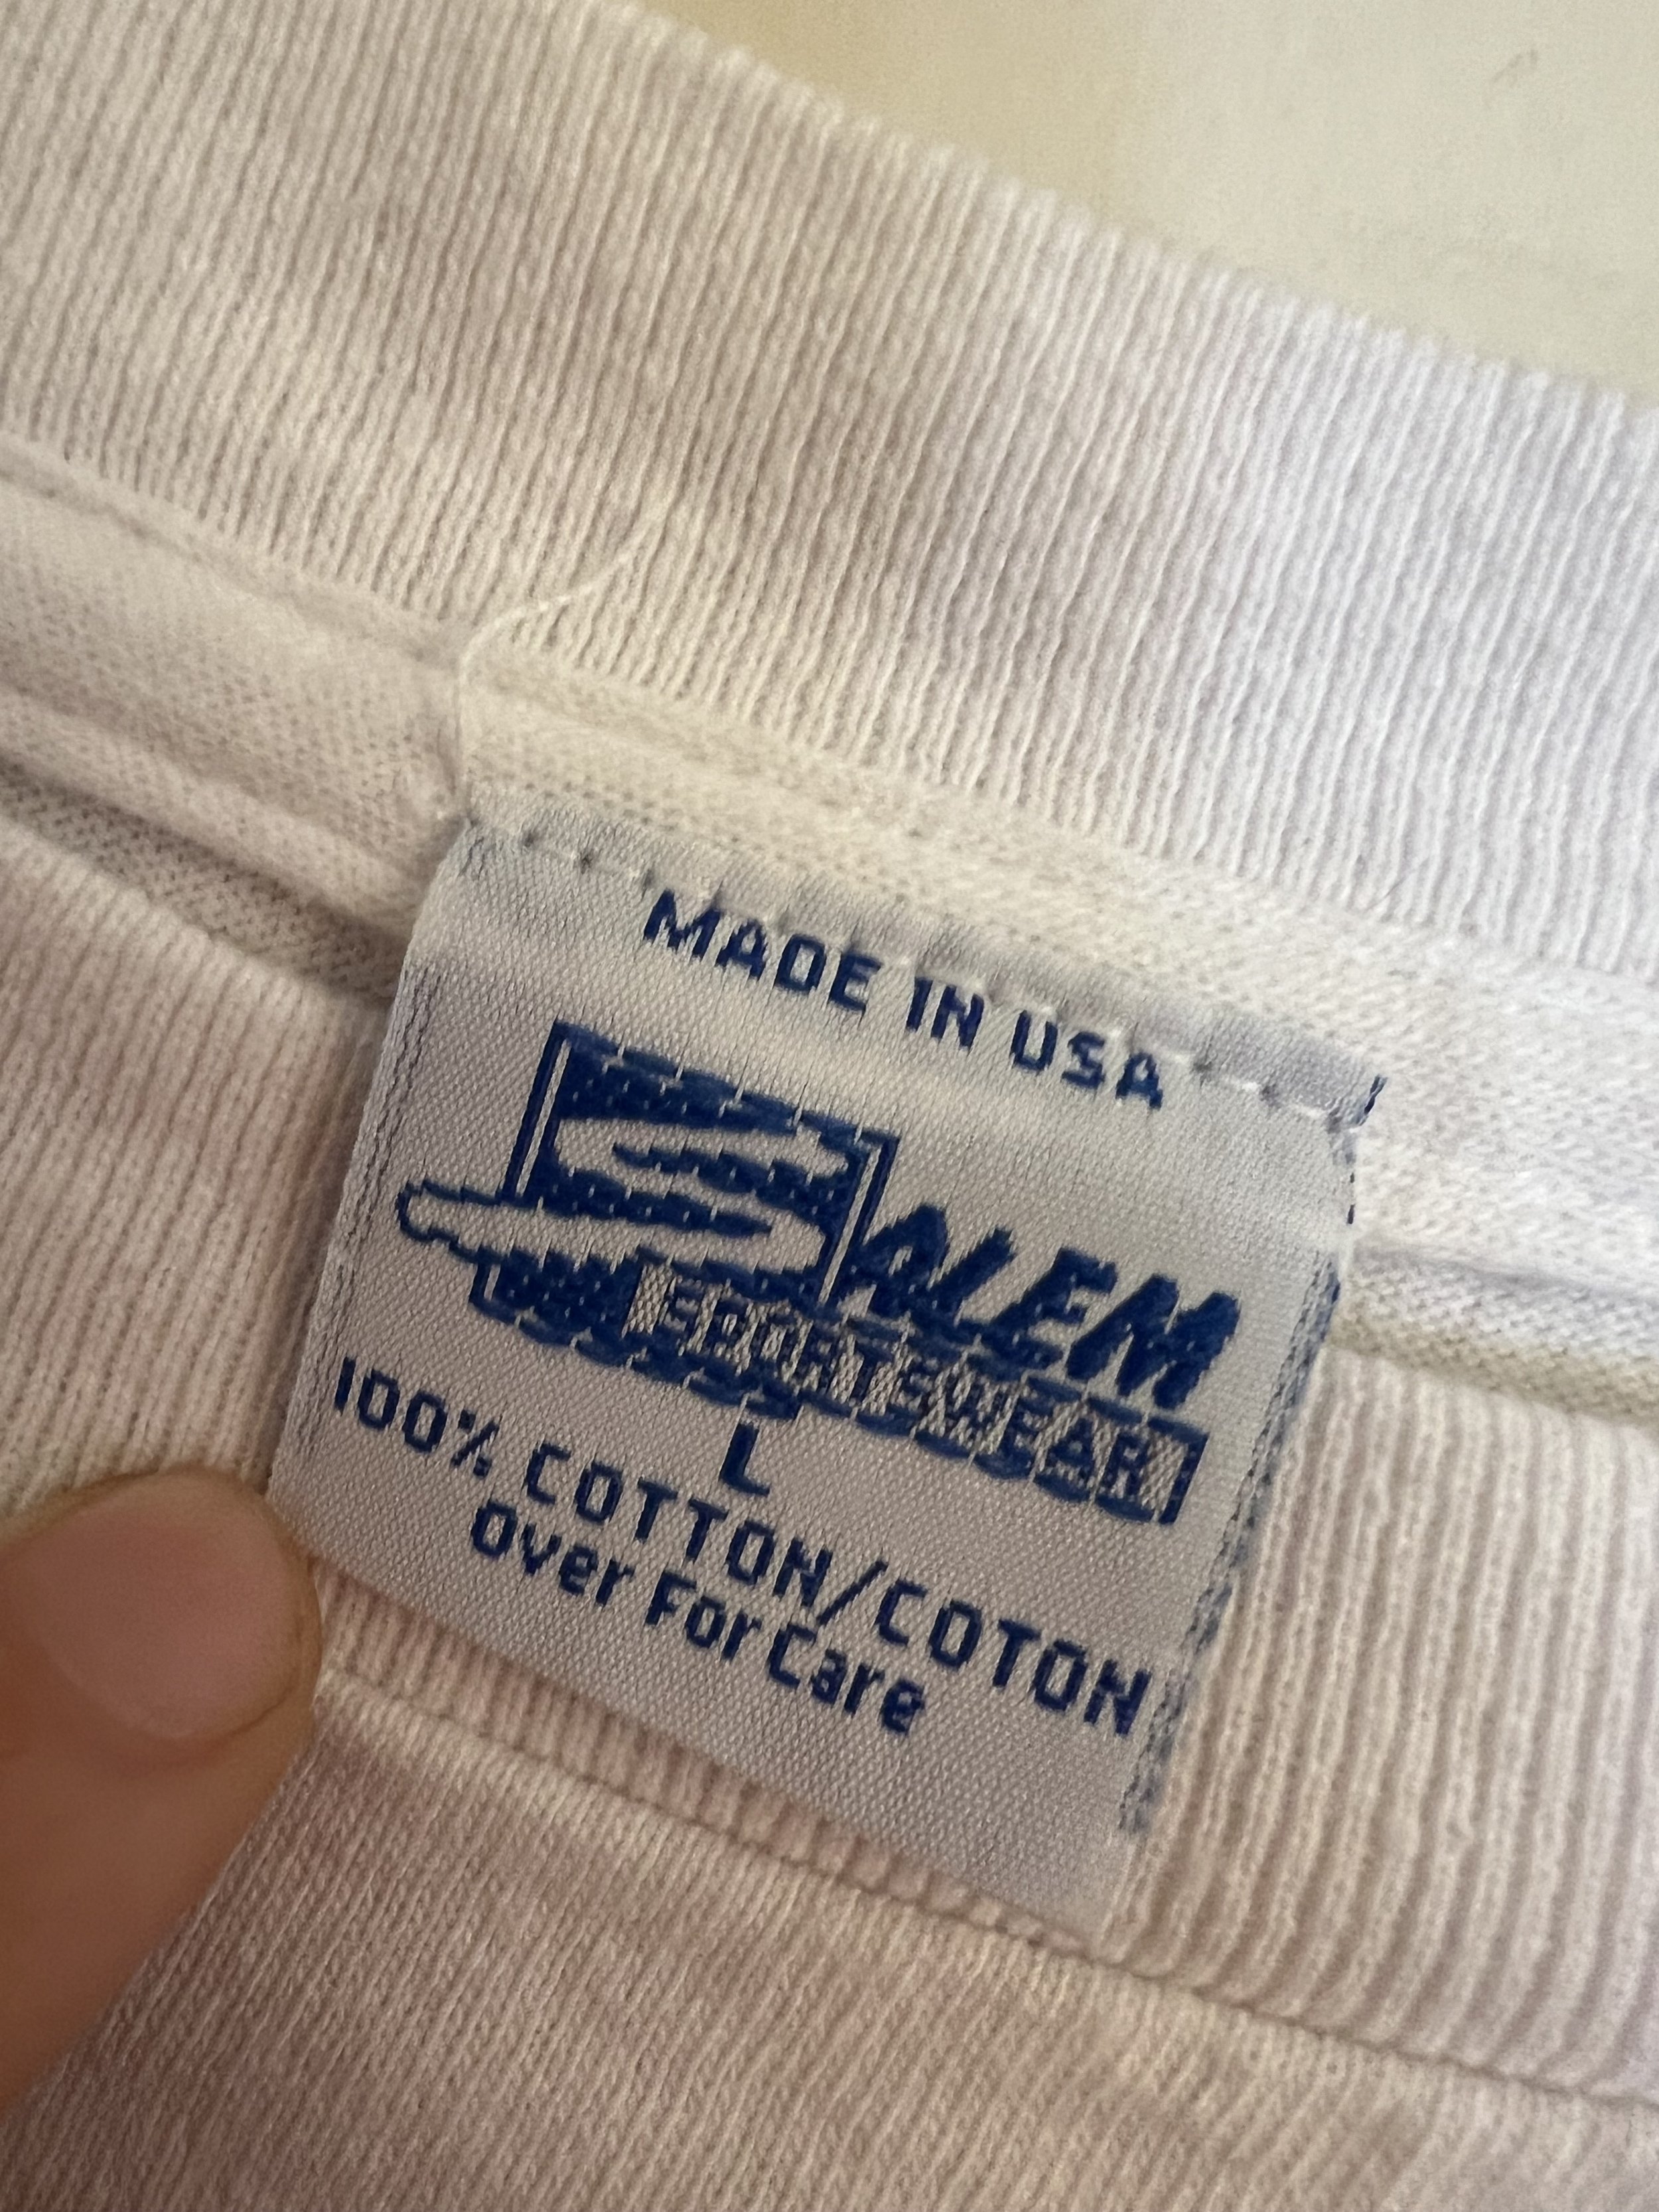 MADE IN USA
SALEM
SPORTSWEAR
L
100% COTTON/COTON
Over For Care